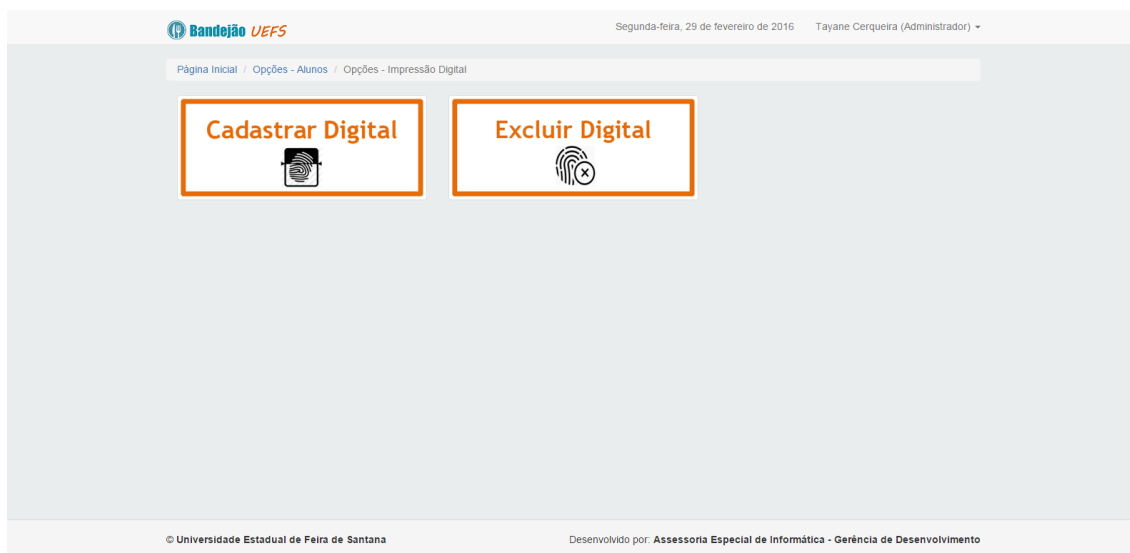 Bandejão UEFS Segunda-feira, 29 de fevereiro de 2016 Tayane Cerqueira (Administrador)
Página Inicial / Opções - Alunos / Opções - Impressão Digital
Cadastrar Digital Excluir Digital
© Universidade Estadual de Feira de Santana Desenvolvido por: Assessoria Especial de Informática - Gerência de Desenvolvimento